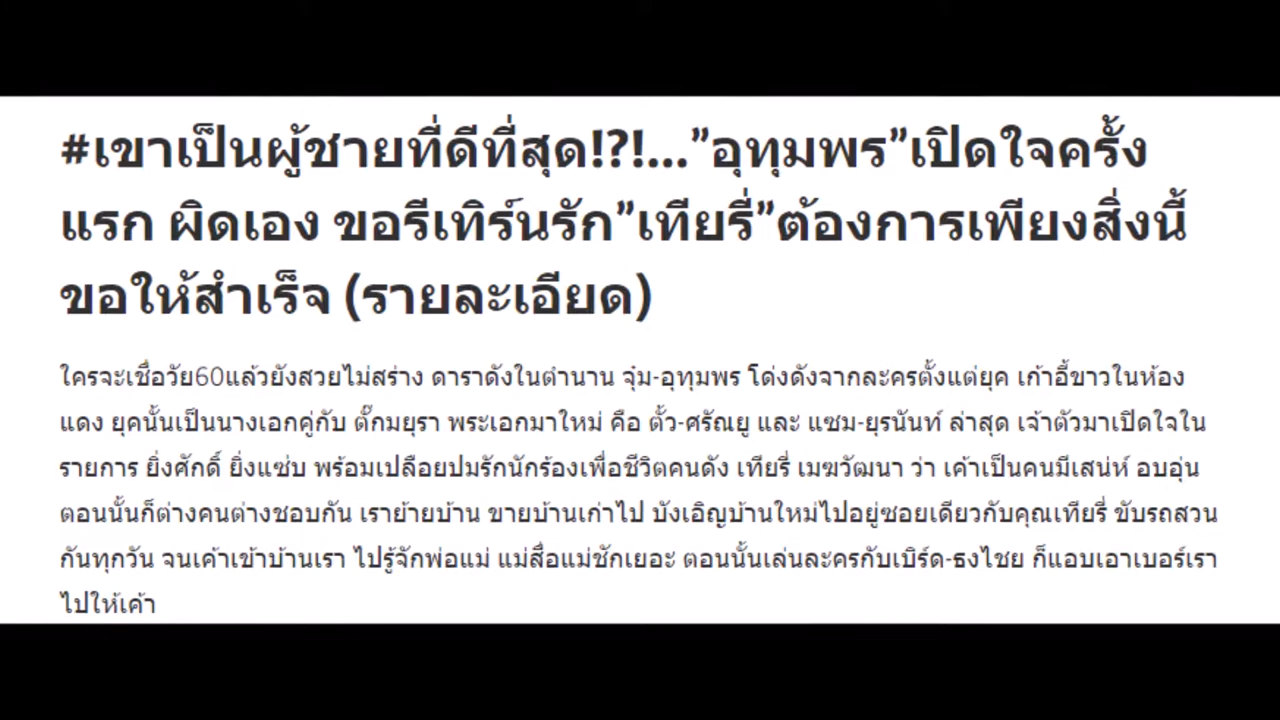 #เขาเป็นผู้ชายที่ดีที่สุด!?!...”อุทุมพร”เปิดใจครั้ง
แรก ผิดเอง ขอรีเทิร์นรัก”เทียรี่”ต้องการเพียงสิ่งนี้
ขอให้สำเร็จ (รายละเอียด)
ใครจะเชื่อวัย60แล้วยังสวยไม่สร่าง ดาราดังในตำนาน จุ๋ม-อุทุมพร โด่งดังจากละครตั้งแต่ยุค เก้าอี้ขาวในห้อง
แดง ยุคนั้นเป็นนางเอกคู่กับ ตั๊กมยุรา พระเอกมาใหม่ คือ ตั้ว-ศรัณยู และ แซม-ยุรนันท์ ล่าสุด เจ้าตัวมาเปิดใจใน
รายการ ยิ่งศักดิ์ ยิ่งแซ่บ พร้อมเปลือยปมรักนักร้องเพื่อชีวิตคนดัง เทียรี่ เมฆวัฒนา ว่า เค้าเป็นคนมีเสน่ห์ อบอุ่น
ตอนนั้นก็ต่างคนต่างชอบกัน เราย้ายบ้าน ขายบ้านเก่าไป บังเอิญบ้านใหม่ไปอยู่ซอยเดียวกับคุณเทียรี่ ขับรถสวน
กันทุกวัน จนเค้าเข้าบ้านเรา ไปรู้จักพ่อแม่ แม่สื่อแม่ชักเยอะ ตอนนั้นเล่นละครกับเบิร์ด-ธงไชย ก็แอบเอาเบอร์เรา
ไปให้เค้า